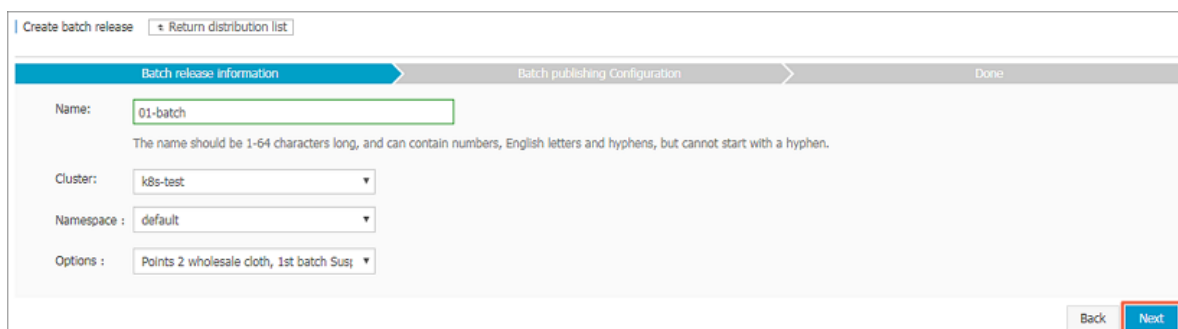 Create batch release Return distribution list
Batch release information Batch publishing Configuration Done
Name: 01-batch
The name should be 1-64 characters long, and can contain numbers, English letters and hyphens, but cannot start with a hyphen.
Cluster: k8s-test
Namespace : default
Options : Points 2 wholesale cloth, 1st batch Sus
Back Next